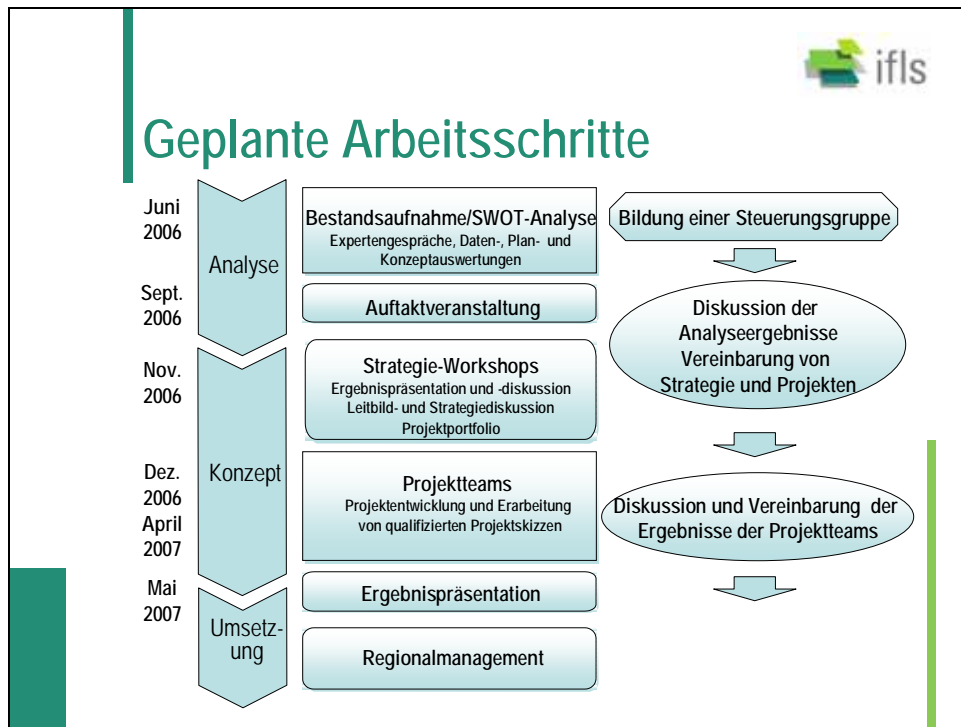 ifls
Geplante Arbeitsschritte
Juni
2006
Sept.
2006
Nov.
2006
Dez.
2006
April
2007
Mai
2007
Analyse
Konzept
Umsetz-
ung
Bestandsaufnahme/SWOT-Analyse
Expertengespräche, Daten-, Plan- und
Konzeptauswertungen
Auftaktveranstaltung
Strategie-Workshops
Ergebnispräsentation und -diskussion
Leitbild- und Strategiediskussion
Projektportfolio
Projektteams
Projektentwicklung und Erarbeitung
von qualifizierten Projektskizzen
Ergebnispräsentation
Regionalmanagement
Bildung einer Steuerungsgruppe
Diskussion der
Analyseergebnisse
Vereinbarung von
Strategie und Projekten
Diskussion und Vereinbarung der
Ergebnisse der Projektteams